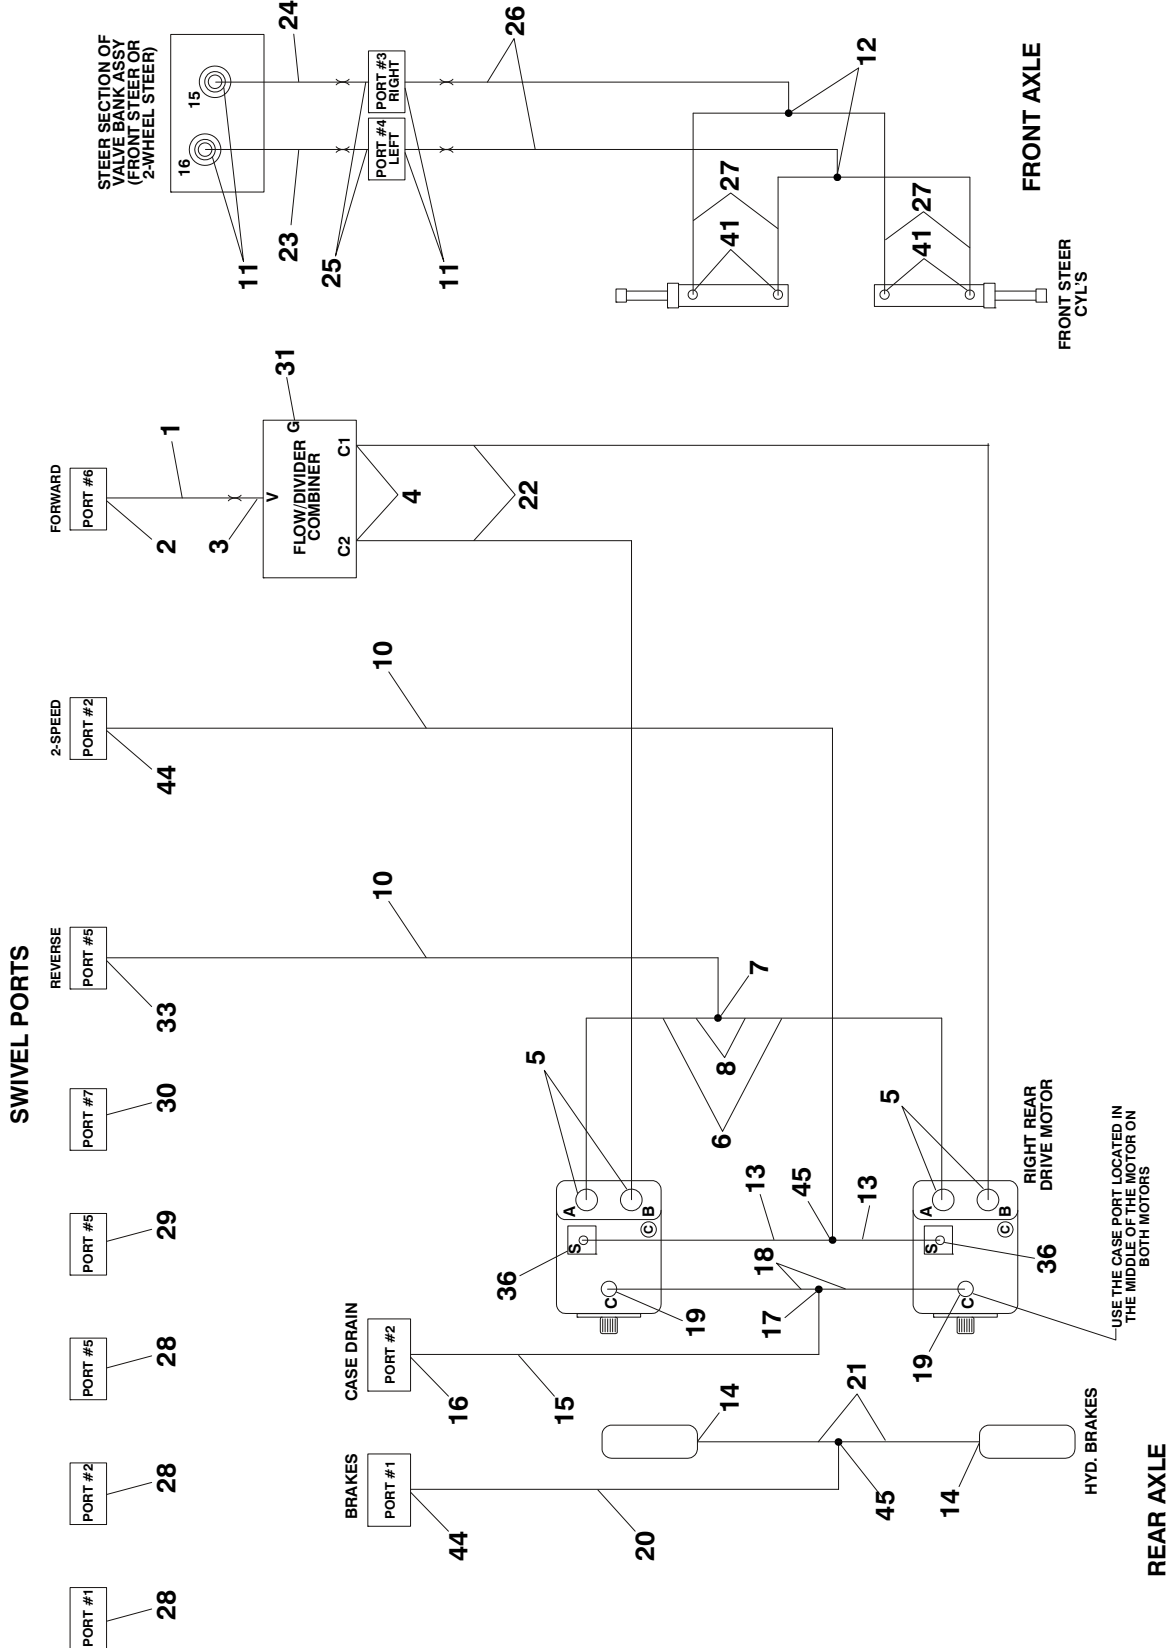 SWIVEL PORTS
REVERSE
2-SPEED
FORWARD
PORT #1
PORT #2
PORT #5
PORT #5
PORT #7
PORT #5
PORT #2
PORT #6
28
28
28
29
30
33
44
2
1
3
STEER SECTION OF
VALVE BANK ASSY
(FRONT STEER OR
2-WHEEL STEER)
16
15
11
23
24
25
PORT #4
LEFT
PORT #3
RIGHT
11
26
12
V
G
31
FLOW/DIVIDER
COMBINER
C2
C1
4
22
10
10
BRAKES
PORT #1
44
20
CASE DRAIN
PORT #2
16
15
14
21
45
14
HYD. BRAKES
36
S
A
B
C
C
19
5
18
17
13
45
13
6
8
7
S
A
B
C
C
19
36
5
RIGHT REAR
DRIVE MOTOR
USE THE CASE PORT LOCATED IN
THE MIDDLE OF THE MOTOR ON
BOTH MOTORS
REAR AXLE
27
41
27
41
FRONT STEER
CYL'S
FRONT AXLE